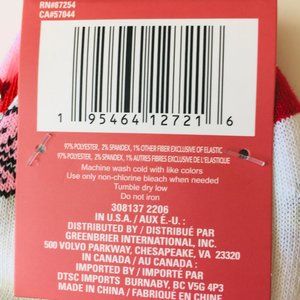 RN#87254
CA#57044
1 95464 12721 6
97% POLYESTER, 2% SPANDEX, 1% OTHER FIBER EXCLUSIVE OF ELASTIC
97% POLYESTER, 2% SPANDEX, 1% AUTRES FIBRES EXCLUSIVE DE L'ELASTIQUE
Machine wash cold with like colors
Use only non-chlorine bleach when needed
Tumble dry low
Do not iron
308137 2206
IN U.S.A./ AUX É.-U. :
DISTRIBUTED BY / DISTRIBUÉ PAR
GREENBRIER INTERNATIONAL, INC.
500 VOLVO PARKWAY, CHESAPEAKE, VA 23320
IN CANADA / AU CANADA :
IMPORTED BY / IMPORTÉ PAR
DTSC IMPORTS BURNABY, BC V5G 4P3
MADE IN CHINA / FABRIQUÉ EN CHINE